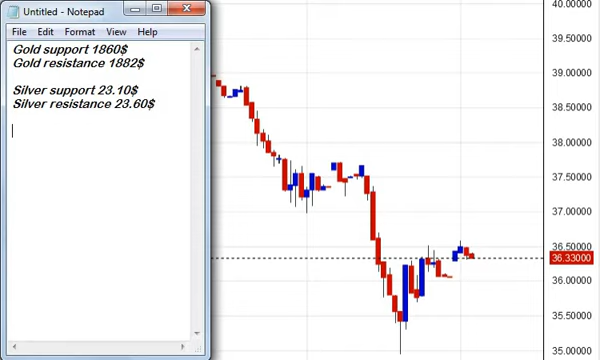 Untitled - Notepad
File Edit Format View Help
Gold support 1860$
Gold resistance 1882$
Silver support 23.10$
Silver resistance 23.60$
40.00000
39.50000
39.00000
38.50000
38.00000
37.50000
37.00000
36.50000
36.33000
36.00000
35.50000
35.00000